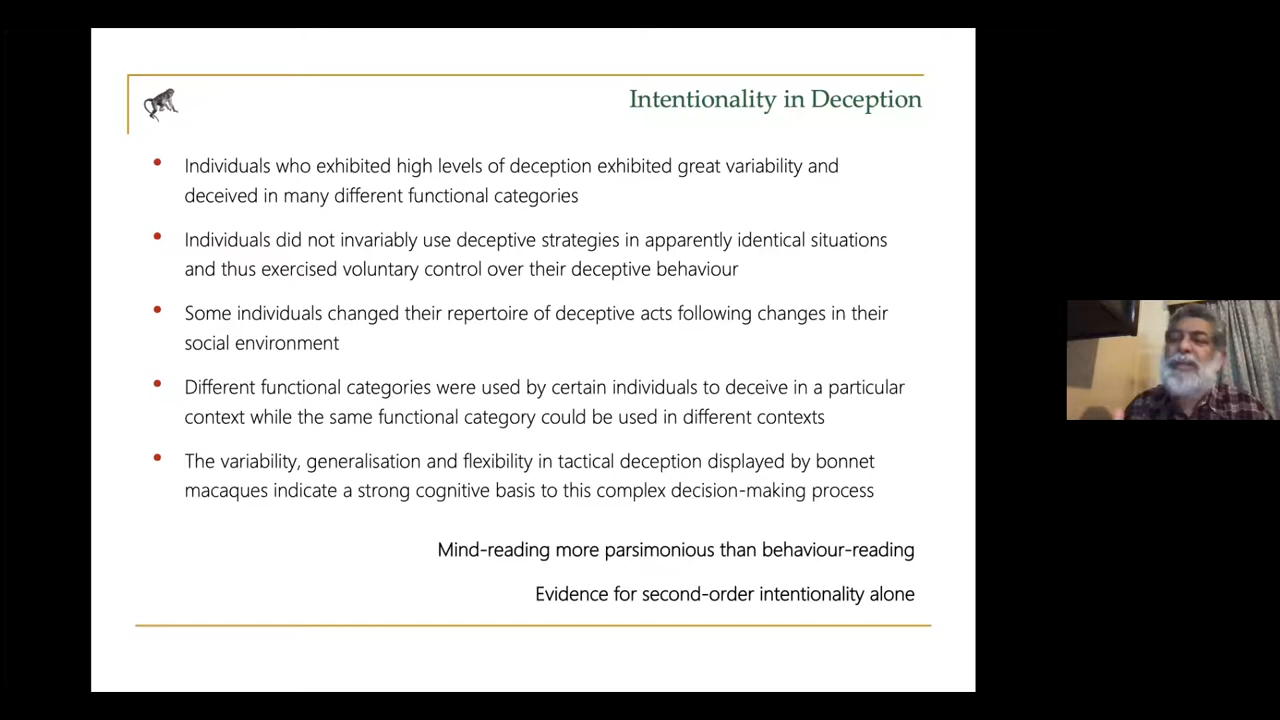 Intentionality in Deception
• Individuals who exhibited high levels of deception exhibited great variability and
deceived in many different functional categories
• Individuals did not invariably use deceptive strategies in apparently identical situations
and thus exercised voluntary control over their deceptive behaviour
• Some individuals changed their repertoire of deceptive acts following changes in their
social environment
• Different functional categories were used by certain individuals to deceive in a particular
context while the same functional category could be used in different contexts
• The variability, generalisation and flexibility in tactical deception displayed by bonnet
macaques indicate a strong cognitive basis to this complex decision-making process
Mind-reading more parsimonious than behaviour-reading
Evidence for second-order intentionality alone